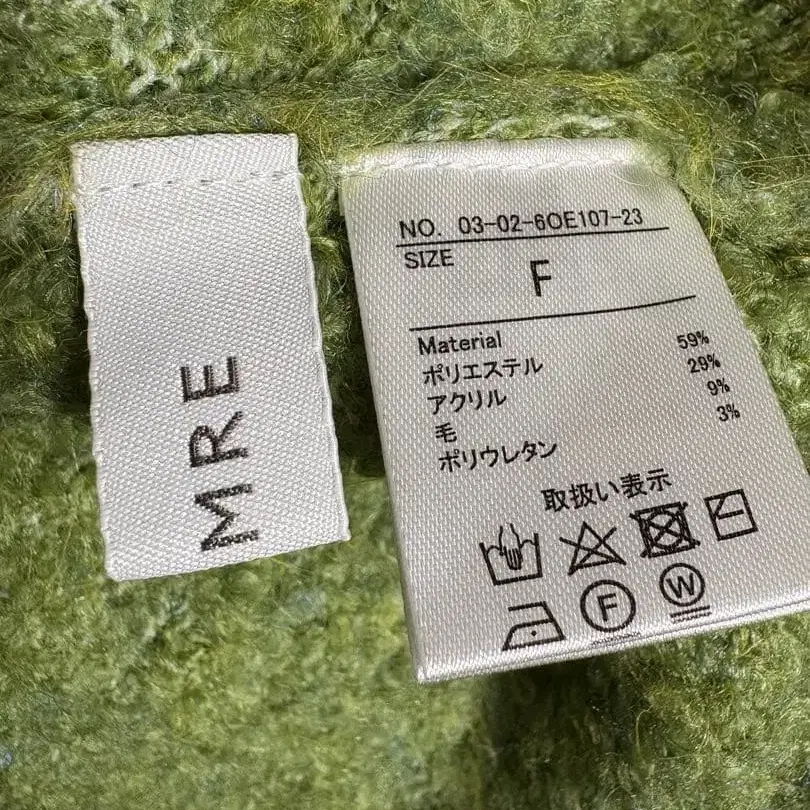 MRE
NO. 03-02-6OE107-23
SIZE F
Material
ポリエステル 59%
アクリル 29%
毛 9%
ポリウレタン 3%
取扱い表示
F W